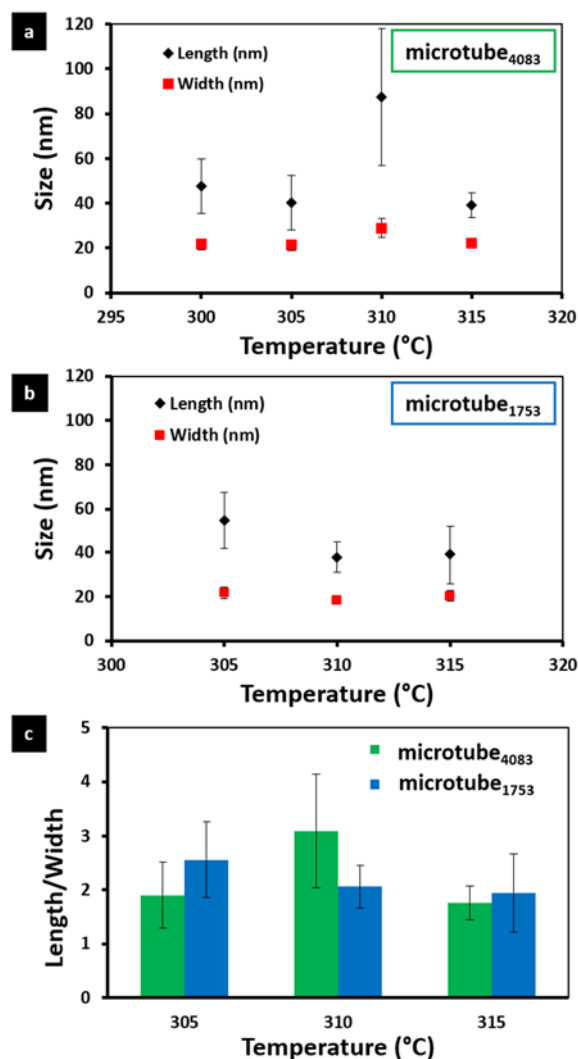 a
120
100
80
60
40
20
0
Size (nm)
Length (nm)
Width (nm)
microtube4083
295 300 305 310 315 320
Temperature (°C)
b
120
100
80
60
40
20
0
Size (nm)
Length (nm)
Width (nm)
microtube1753
300 305 310 315 320
Temperature (°C)
c
5
4
3
2
1
0
Length/Width
microtube4083
microtube1753
305 310 315
Temperature (°C)